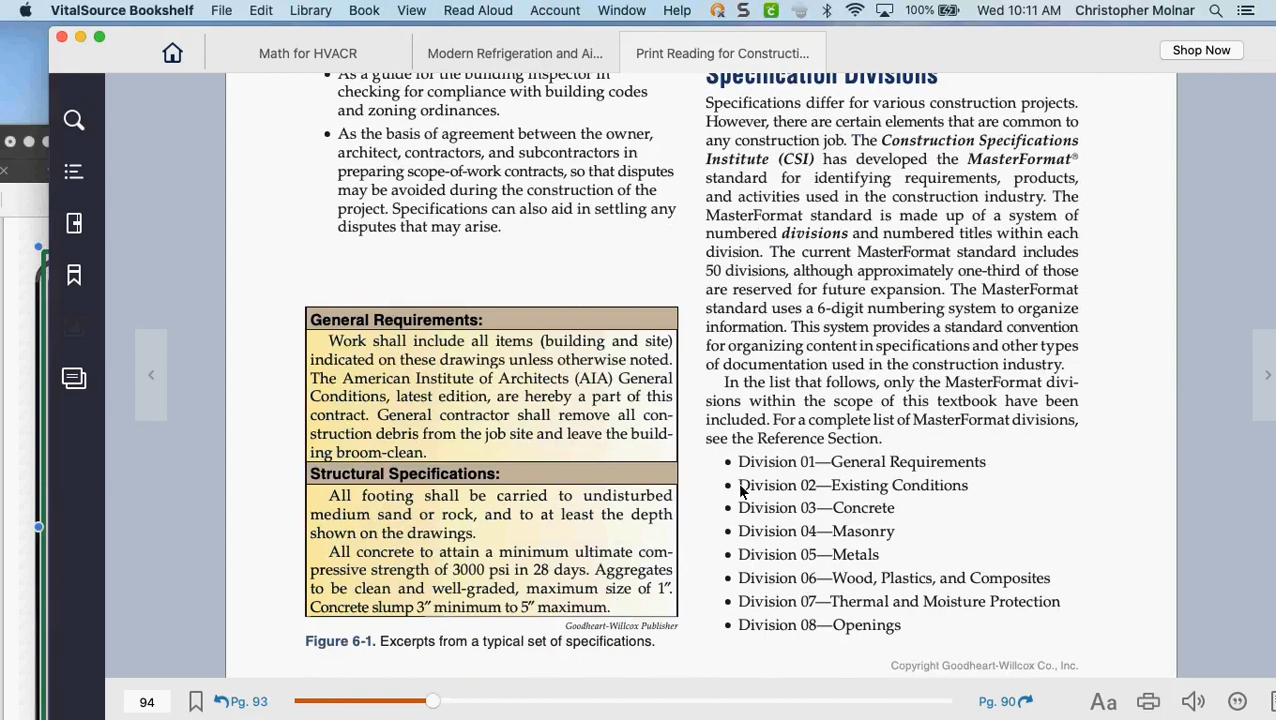 VitalSource Bookshelf File Edit Library Book View Read Aloud Account Window Help 100% Wed 10:11 AM Christopher Molnar
Math for HVACR
Modern Refrigeration and Ai...
Print Reading for Constructi...
Shop Now
• As a guide for the building inspector in
checking for compliance with building codes
and zoning ordinances.
• As the basis of agreement between the owner,
architect, contractors, and subcontractors in
preparing scope-of-work contracts, so that disputes
may be avoided during the construction of the
project. Specifications can also aid in settling any
disputes that may arise.
General Requirements:
Work shall include all items (building and site)
indicated on these drawings unless otherwise noted.
The American Institute of Architects (AIA) General
Conditions, latest edition, are hereby a part of this
contract. General contractor shall remove all con-
struction debris from the job site and leave the build-
ing broom-clean.
Structural Specifications:
All footing shall be carried to undisturbed
medium sand or rock, and to at least the depth
shown on the drawings.
All concrete to attain a minimum ultimate com-
pressive strength of 3000 psi in 28 days. Aggregates
to be clean and well-graded, maximum size of 1″.
Concrete slump 3″ minimum to 5″ maximum.
Goodheart-Willcox Publisher
Figure 6-1. Excerpts from a typical set of specifications.
Specification Divisions
Specifications differ for various construction projects.
However, there are certain elements that are common to
any construction job. The Construction Specifications
Institute (CSI) has developed the MasterFormat®
standard for identifying requirements, products,
and activities used in the construction industry. The
MasterFormat standard is made up of a system of
numbered divisions and numbered titles within each
division. The current MasterFormat standard includes
50 divisions, although approximately one-third of those
are reserved for future expansion. The MasterFormat
standard uses a 6-digit numbering system to organize
information. This system provides a standard convention
for organizing content in specifications and other types
of documentation used in the construction industry.
In the list that follows, only the MasterFormat divi-
sions within the scope of this textbook have been
included. For a complete list of MasterFormat divisions,
see the Reference Section.
• Division 01—General Requirements
• Division 02—Existing Conditions
• Division 03—Concrete
• Division 04—Masonry
• Division 05—Metals
• Division 06—Wood, Plastics, and Composites
• Division 07—Thermal and Moisture Protection
• Division 08—Openings
Copyright Goodheart-Willcox Co., Inc.
94
Pg. 93
Pg. 90
Aa